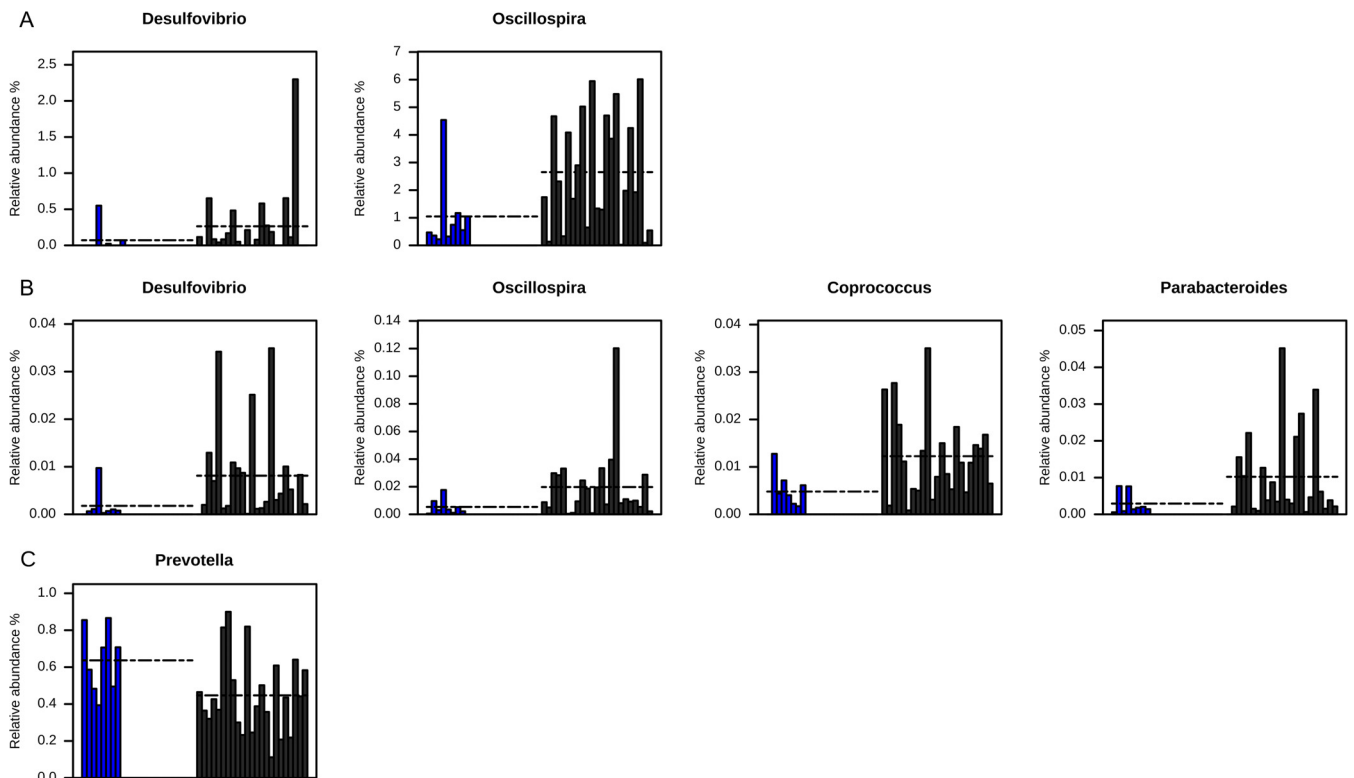 A
Desulfovibrio
Oscillospira
Relative abundance %
2.5
2.0
1.5
1.0
0.5
0.0
Relative abundance %
7
6
5
4
3
2
1
0
B
Desulfovibrio
Oscillospira
Coprococcus
Parabacteroides
Relative abundance %
0.04
0.03
0.02
0.01
0.00
Relative abundance %
0.14
0.12
0.10
0.08
0.06
0.04
0.02
0.00
Relative abundance %
0.04
0.03
0.02
0.01
0.00
Relative abundance %
0.05
0.04
0.03
0.02
0.01
0.00
C
Prevotella
Relative abundance %
1.0
0.8
0.6
0.4
0.2
0.0